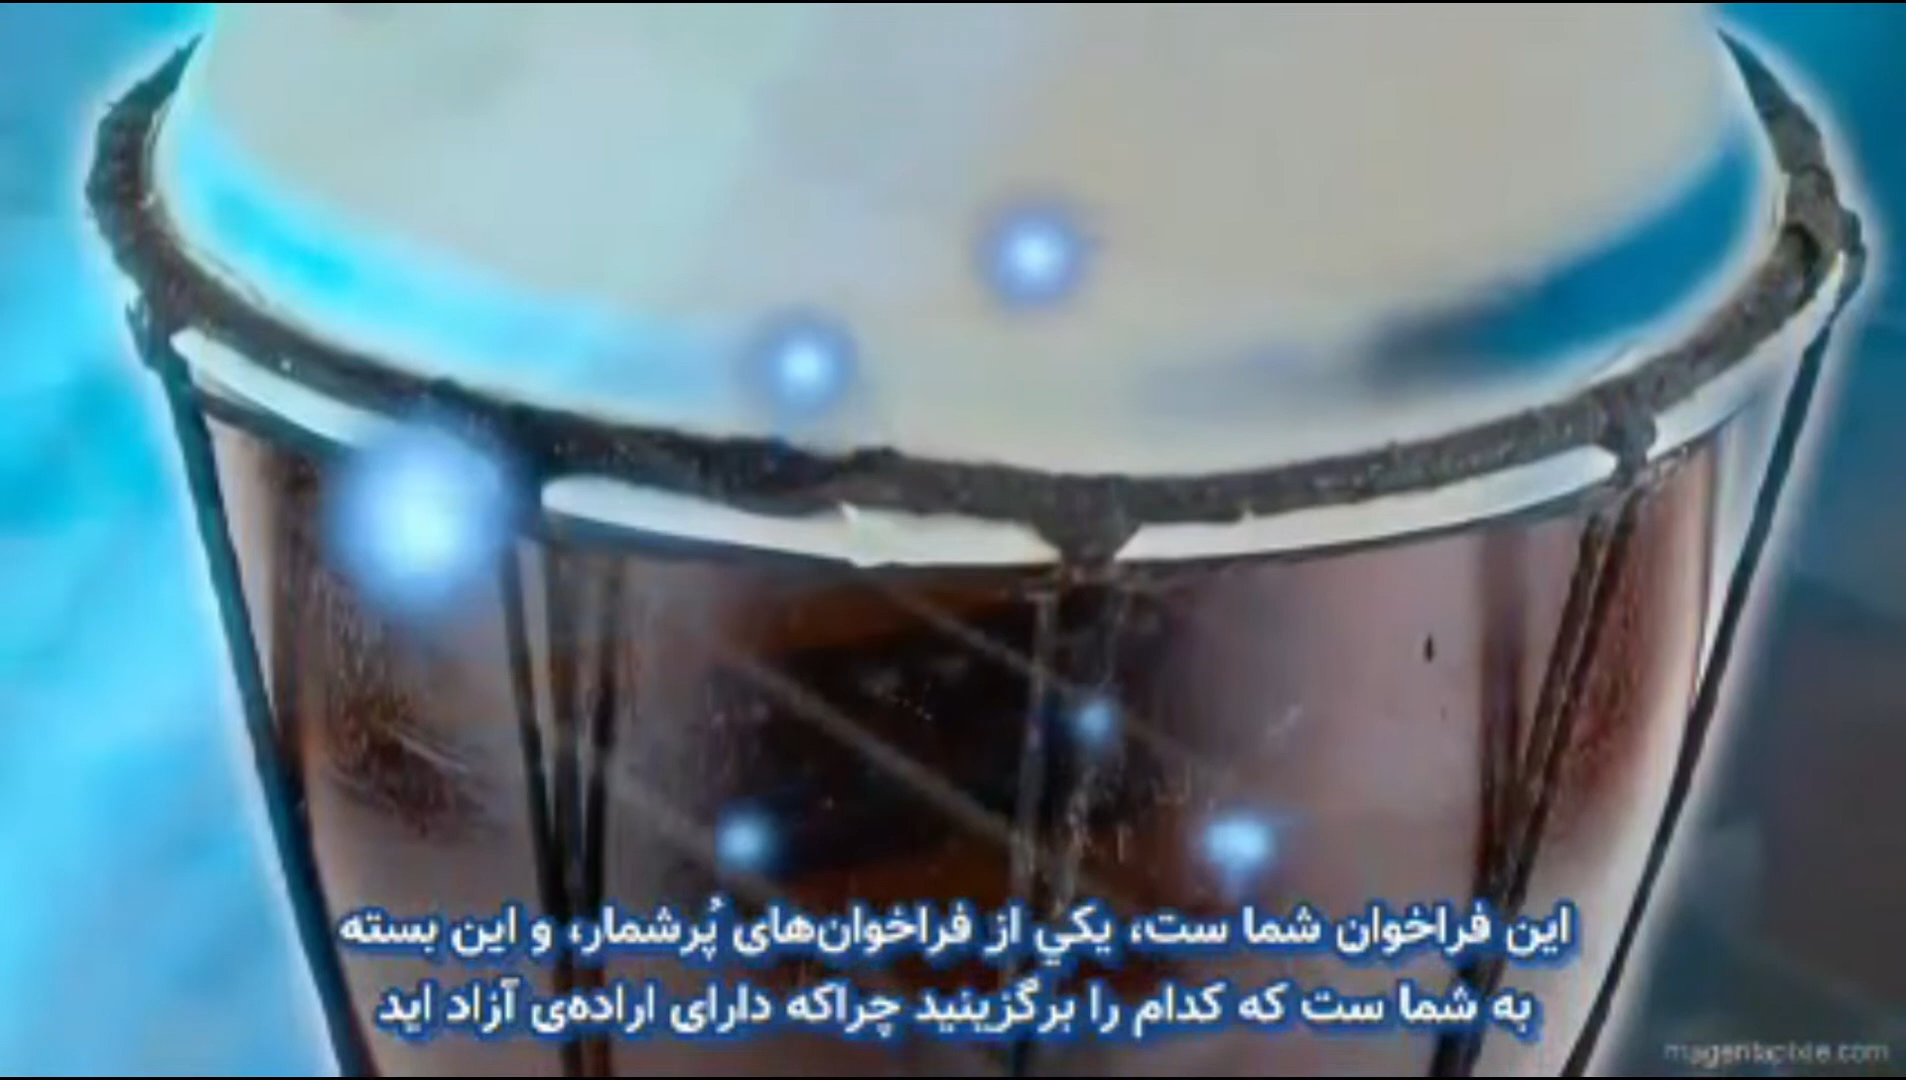 این فراخوان شما ست، يکي از فراخوان‌های پُرشمار، و این بسته
به شما ست که کدام را برگزینید چراکه دارای اراده‌ی آزاد اید
magentapixie.com